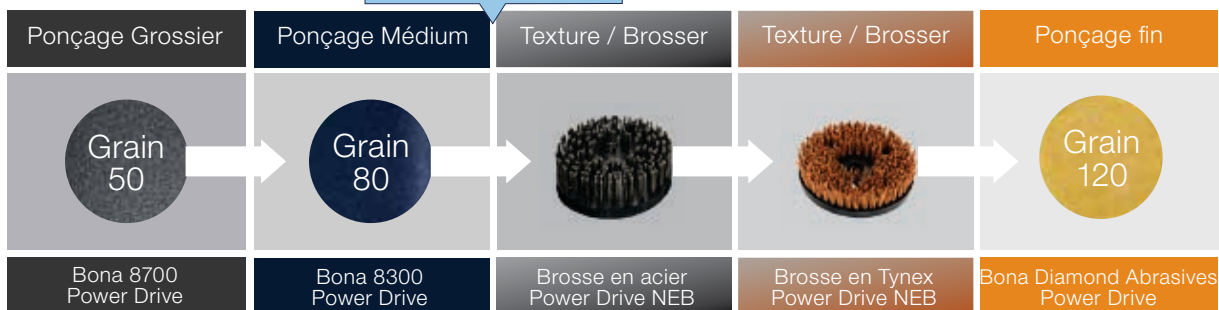 Ponçage Grossier
Ponçage Médium
Texture / Brosser
Texture / Brosser
Ponçage fin
Grain
50
Grain
80
Grain
120
Bona 8700
Power Drive
Bona 8300
Power Drive
Brosse en acier
Power Drive NEB
Brosse en Tynex
Power Drive NEB
Bona Diamond Abrasives
Power Drive